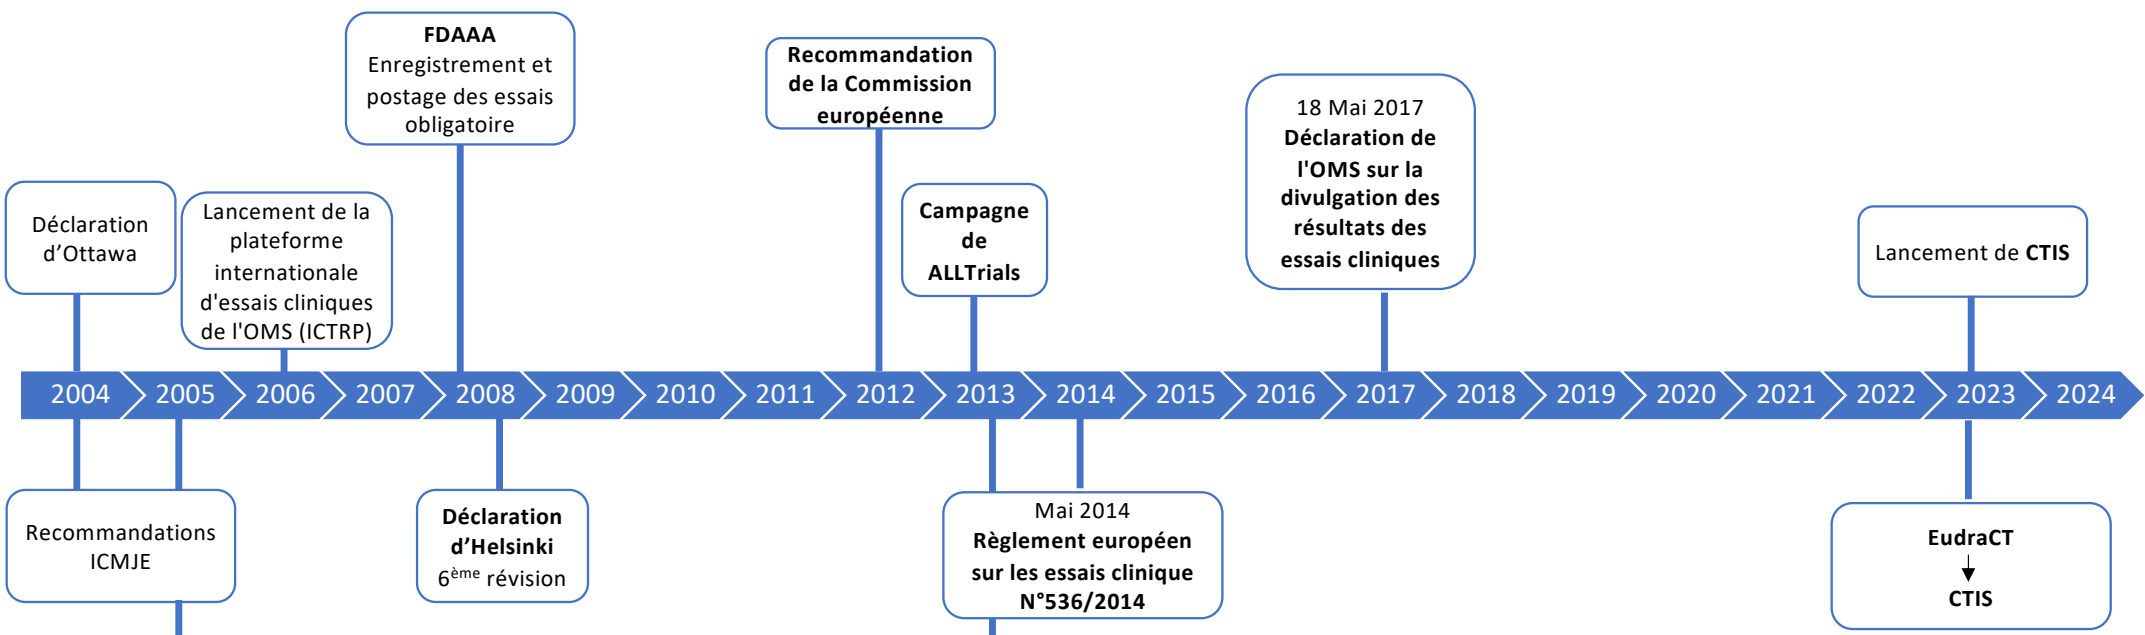 FDAAA
Enregistrement et
postage des essais
obligatoire
Recommandation
de la Commission
européenne
18 Mai 2017
Déclaration de
l'OMS sur la
divulgation des
résultats des
essais cliniques
Déclaration
d’Ottawa
Lancement de la
plateforme
internationale
d'essais cliniques
de l'OMS (ICTRP)
Campagne
de
ALLTrials
Lancement de CTIS
2004 2005 2006 2007 2008 2009 2010 2011 2012 2013 2014 2015 2016 2017 2018 2019 2020 2021 2022 2023 2024
Recommandations
ICMJE
Déclaration
d’Helsinki
6ème révision
Mai 2014
Règlement européen
sur les essais clinique
N°536/2014
EudraCT
CTIS